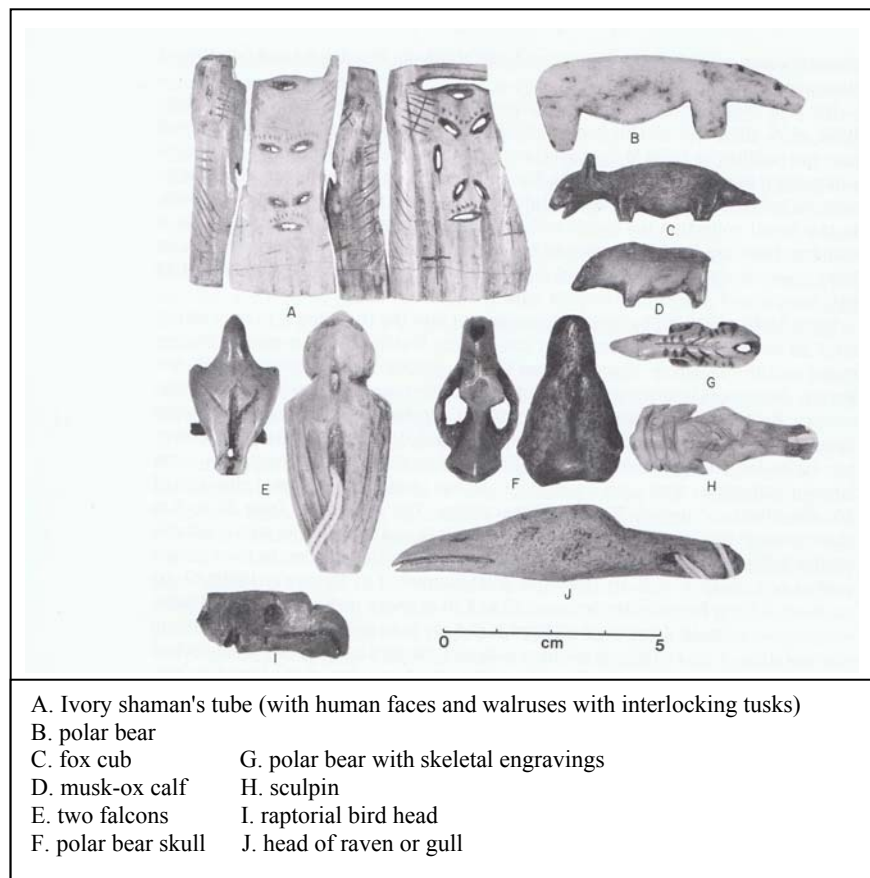 A
B
C
D
E
F
G
H
I
J
0 cm 5
A. Ivory shaman's tube (with human faces and walruses with interlocking tusks)
B. polar bear
C. fox cub G. polar bear with skeletal engravings
D. musk-ox calf H. sculpin
E. two falcons I. raptorial bird head
F. polar bear skull J. head of raven or gull